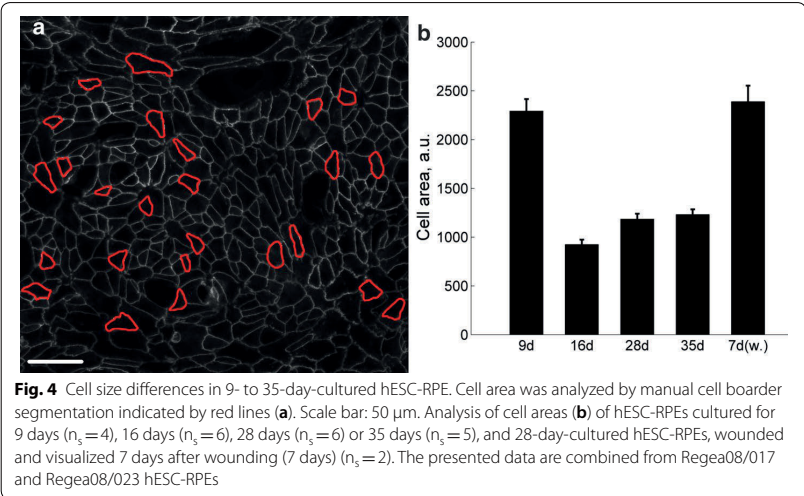 a
b
3000
2500
2000
1500
1000
500
0
Cell area, a.u.
9d 16d 28d 35d 7d(w.)
Fig. 4 Cell size differences in 9- to 35-day-cultured hESC-RPE. Cell area was analyzed by manual cell boarder
segmentation indicated by red lines (a). Scale bar: 50 µm. Analysis of cell areas (b) of hESC-RPEs cultured for
9 days (nₛ = 4), 16 days (nₛ = 6), 28 days (nₛ = 6) or 35 days (nₛ = 5), and 28-day-cultured hESC-RPEs, wounded
and visualized 7 days after wounding (7 days) (nₛ = 2). The presented data are combined from Regea08/017
and Regea08/023 hESC-RPEs